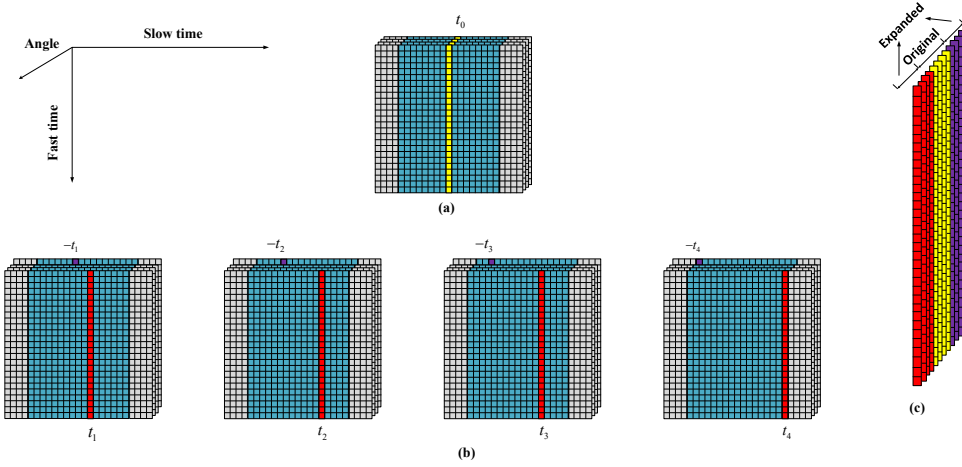 Slow time
Angle
Fast time
t₀
(a)
Expanded
Original
(c)
−t₁
−t₂
−t₃
−t₄
t₁
t₂
t₃
t₄
(b)